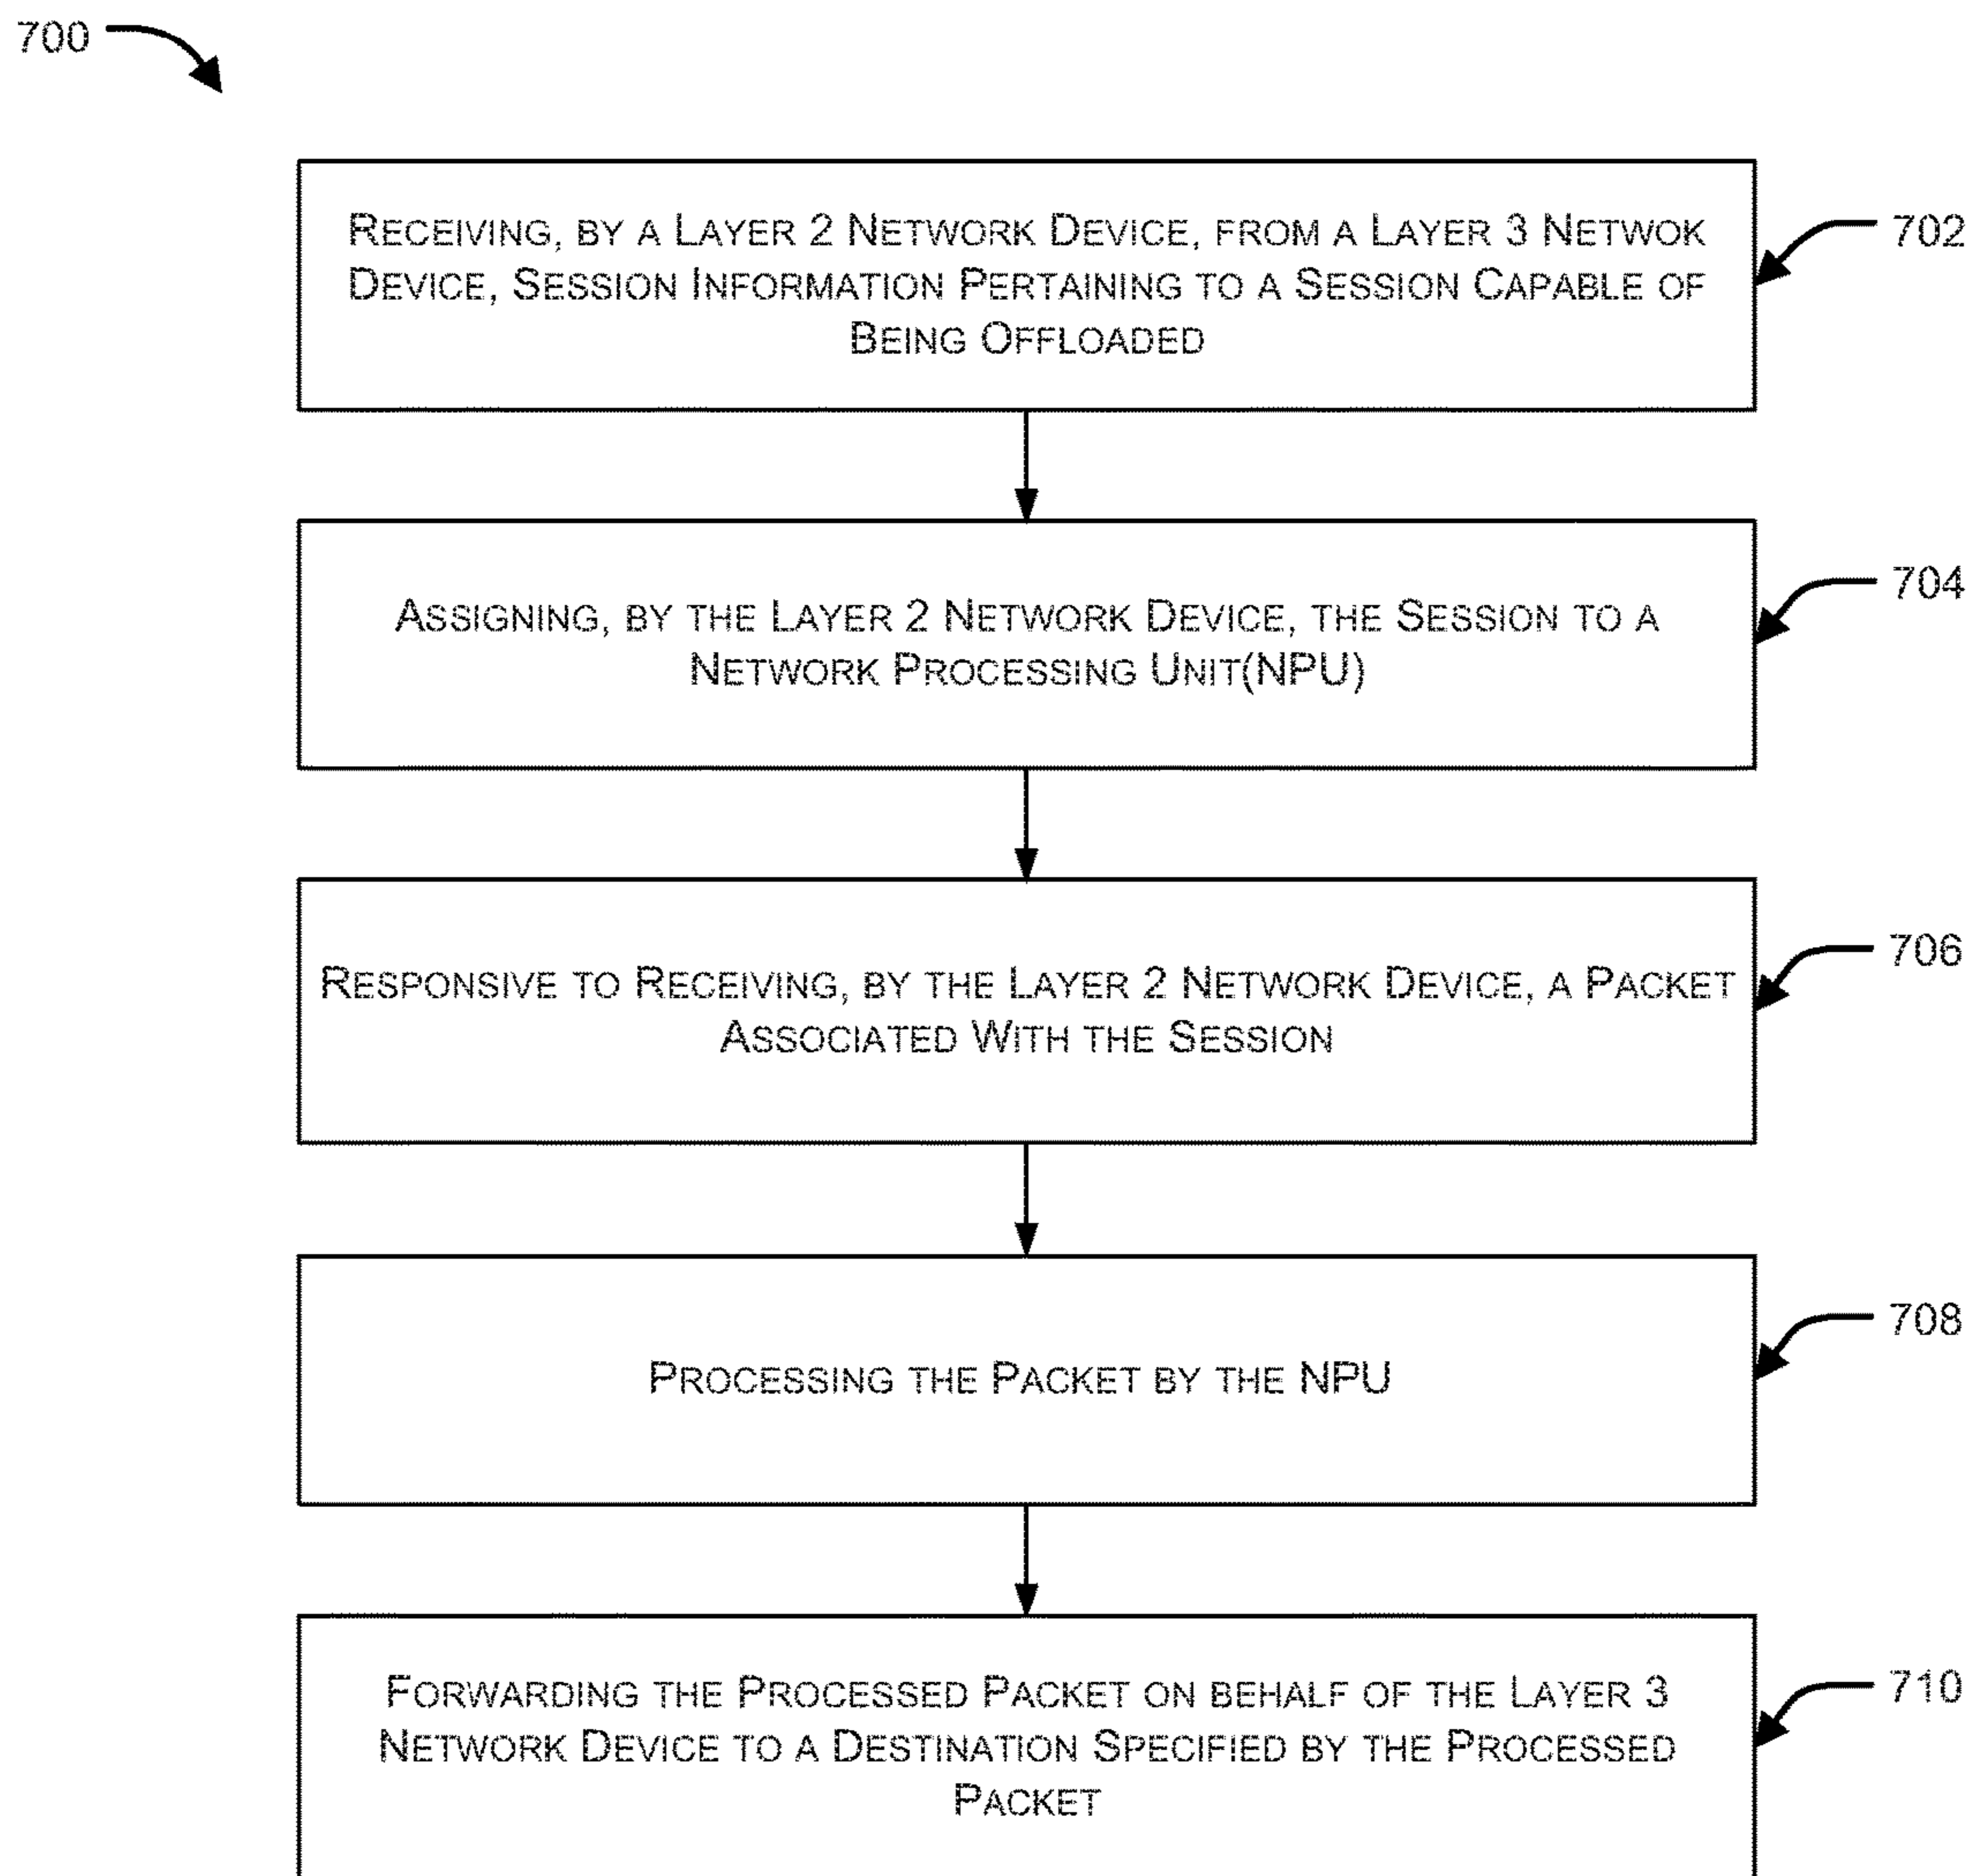 700
RECEIVING, BY A LAYER 2 NETWORK DEVICE, FROM A LAYER 3 NETWOK
DEVICE, SESSION INFORMATION PERTAINING TO A SESSION CAPABLE OF
BEING OFFLOADED
702
ASSIGNING, BY THE LAYER 2 NETWORK DEVICE, THE SESSION TO A
NETWORK PROCESSING UNIT(NPU)
704
RESPONSIVE TO RECEIVING, BY THE LAYER 2 NETWORK DEVICE, A PACKET
ASSOCIATED WITH THE SESSION
706
PROCESSING THE PACKET BY THE NPU
708
FORWARDING THE PROCESSED PACKET ON BEHALF OF THE LAYER 3
NETWORK DEVICE TO A DESTINATION SPECIFIED BY THE PROCESSED
PACKET
710